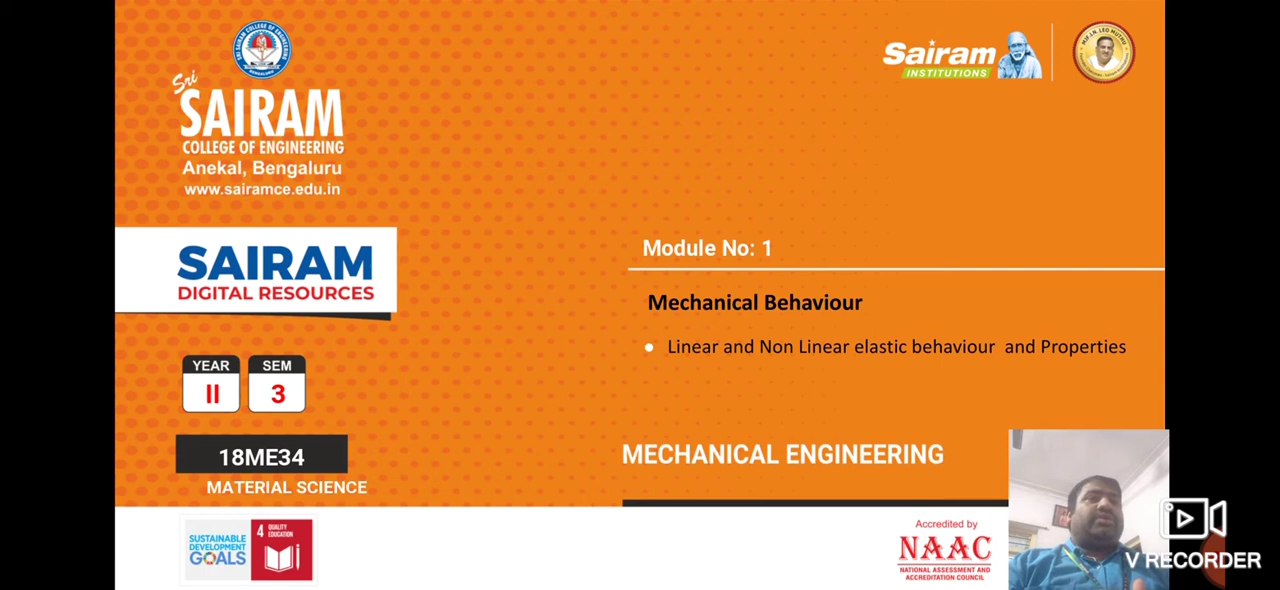 Sri
SAIRAM
COLLEGE OF ENGINEERING
Anekal, Bengaluru
www.sairamce.edu.in
Sairam
INSTITUTIONS
SAIRAM
DIGITAL RESOURCES
YEAR
II
SEM
3
18ME34
MATERIAL SCIENCE
Module No: 1
Mechanical Behaviour
● Linear and Non Linear elastic behaviour and Properties
MECHANICAL ENGINEERING
SUSTAINABLE
DEVELOPMENT
GOALS
4 QUALITY
EDUCATION
Accredited by
NAAC
NATIONAL ASSESSMENT AND
ACCREDITATION COUNCIL
V RECORDER